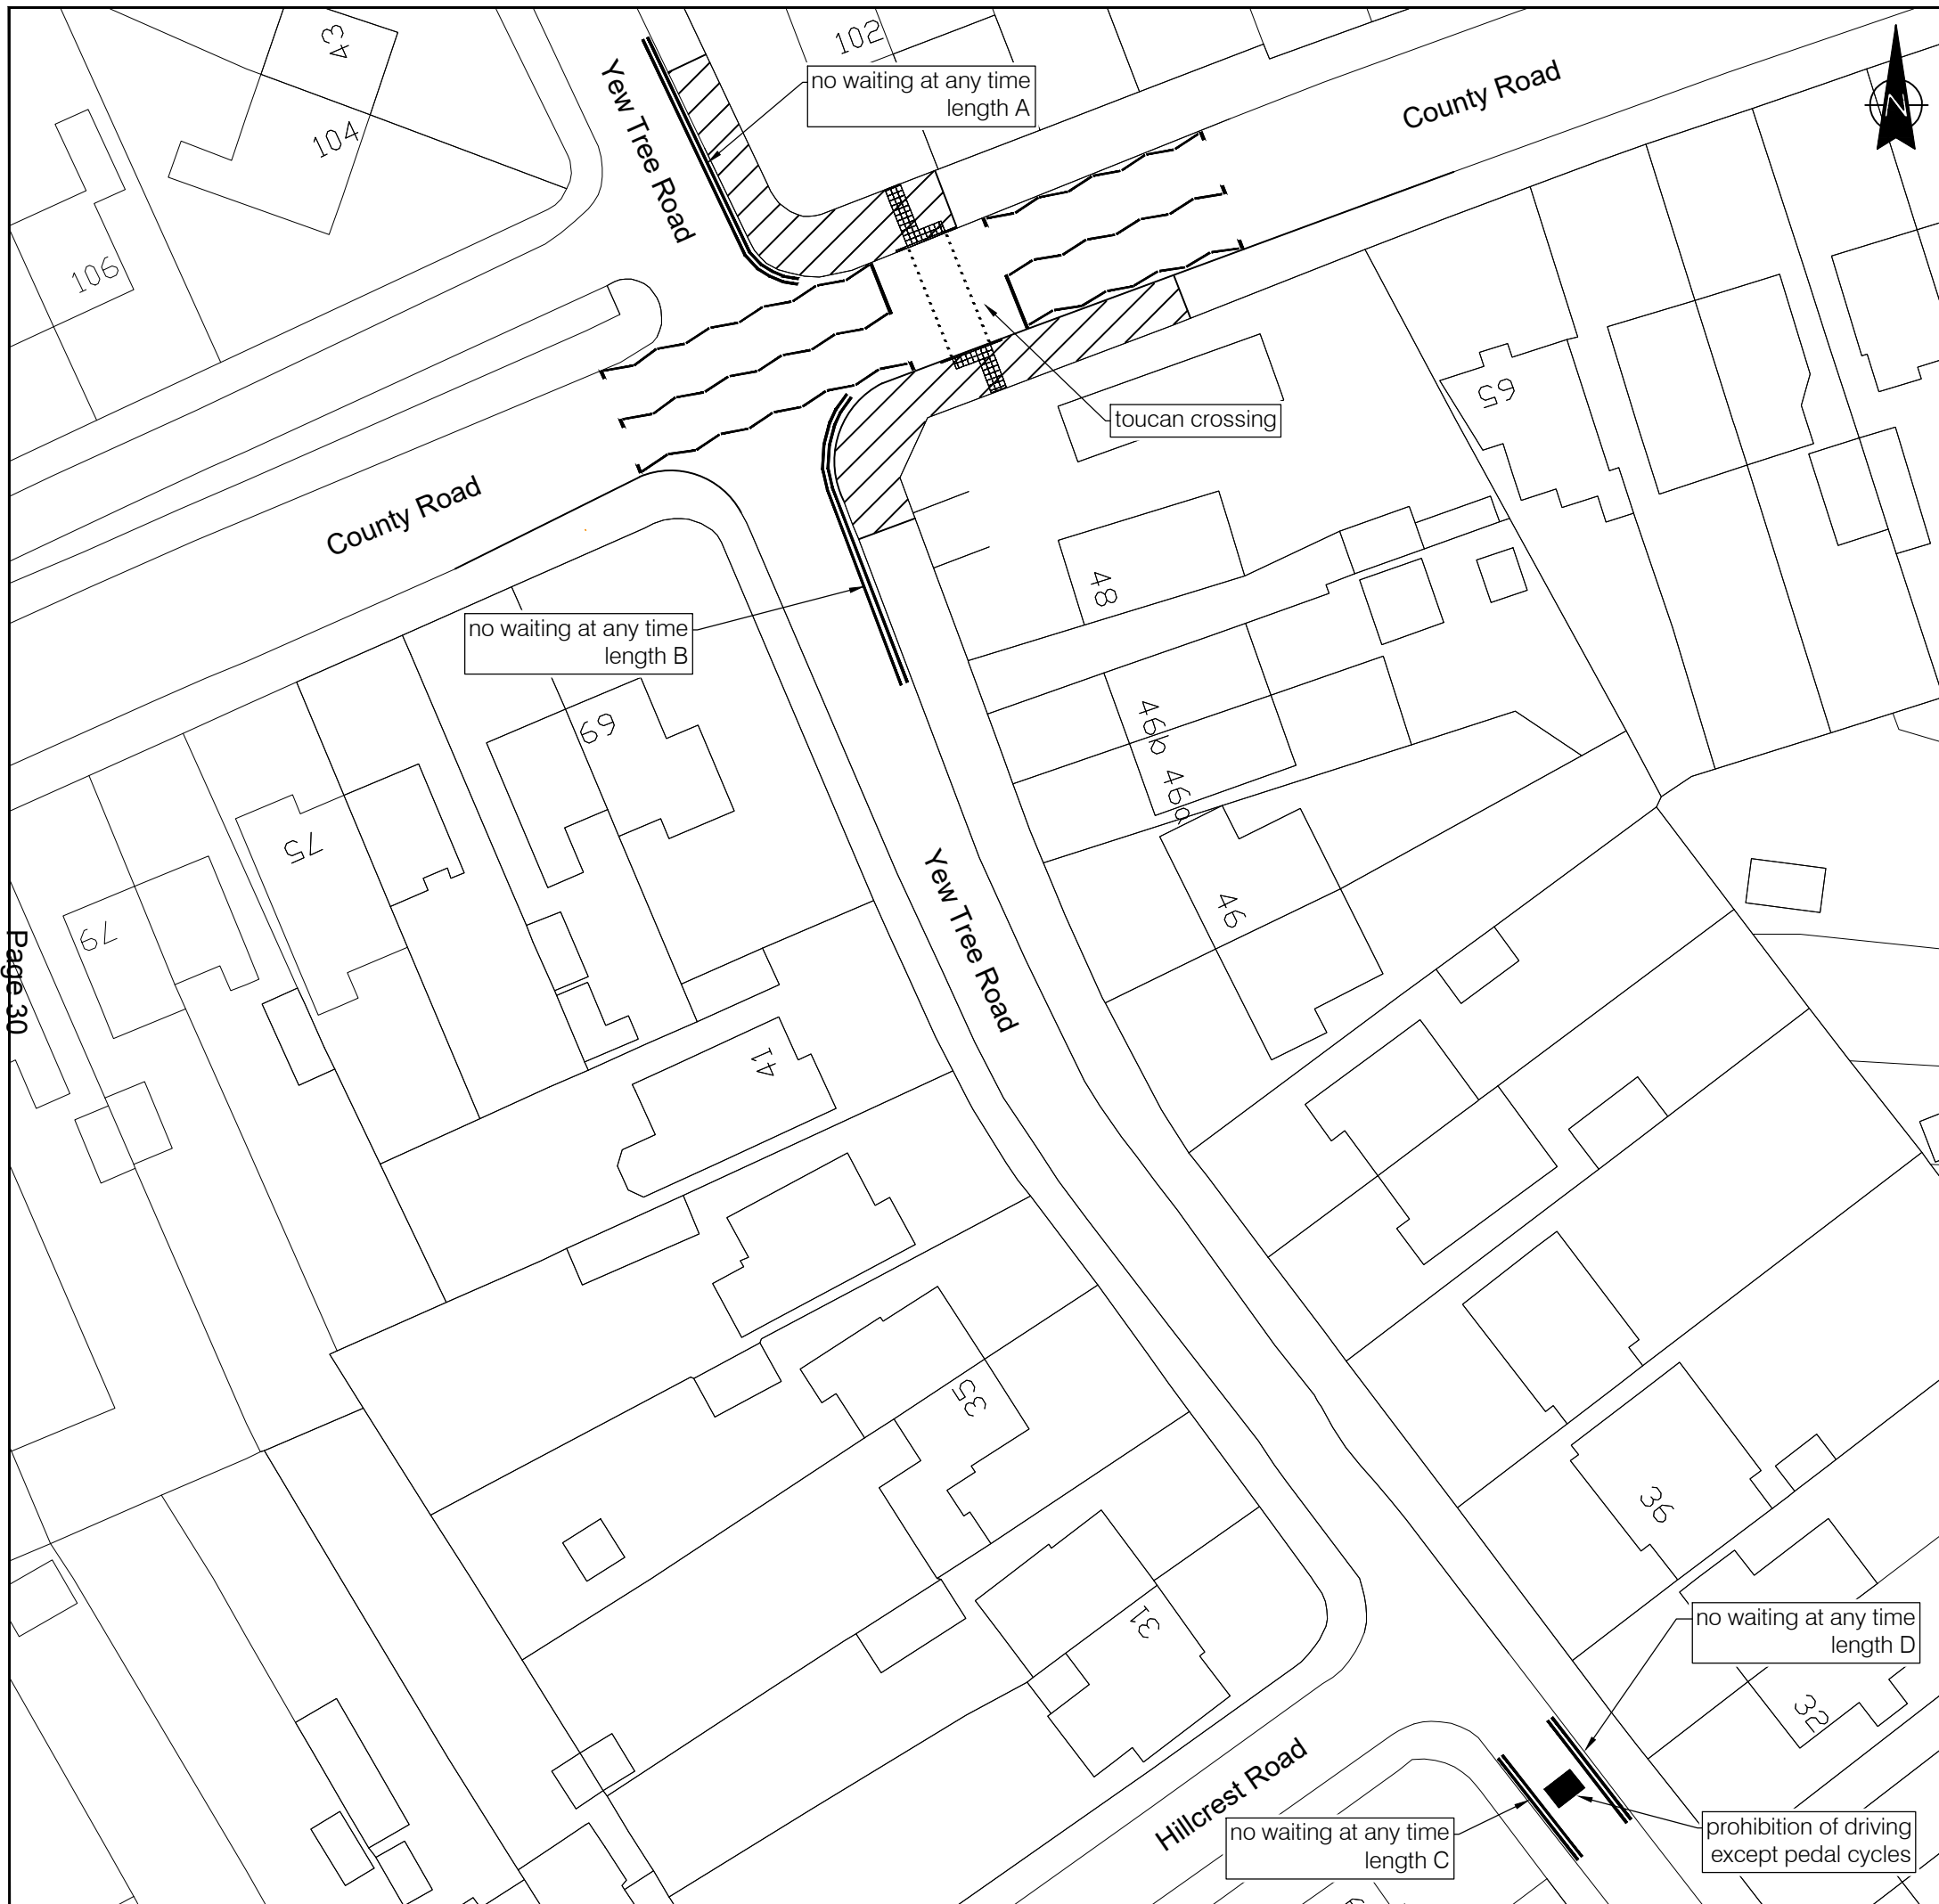 43
102
Yew Tree Road
no waiting at any time
length A
County Road
N
104
106
65
toucan crossing
County Road
48
no waiting at any time
length B
69
46b
46a
75
46
Yew Tree Road
79
Page 30
41
35
36
31
no waiting at any time
length D
32
Hillcrest Road
no waiting at any time
length C
prohibition of driving
except pedal cycles